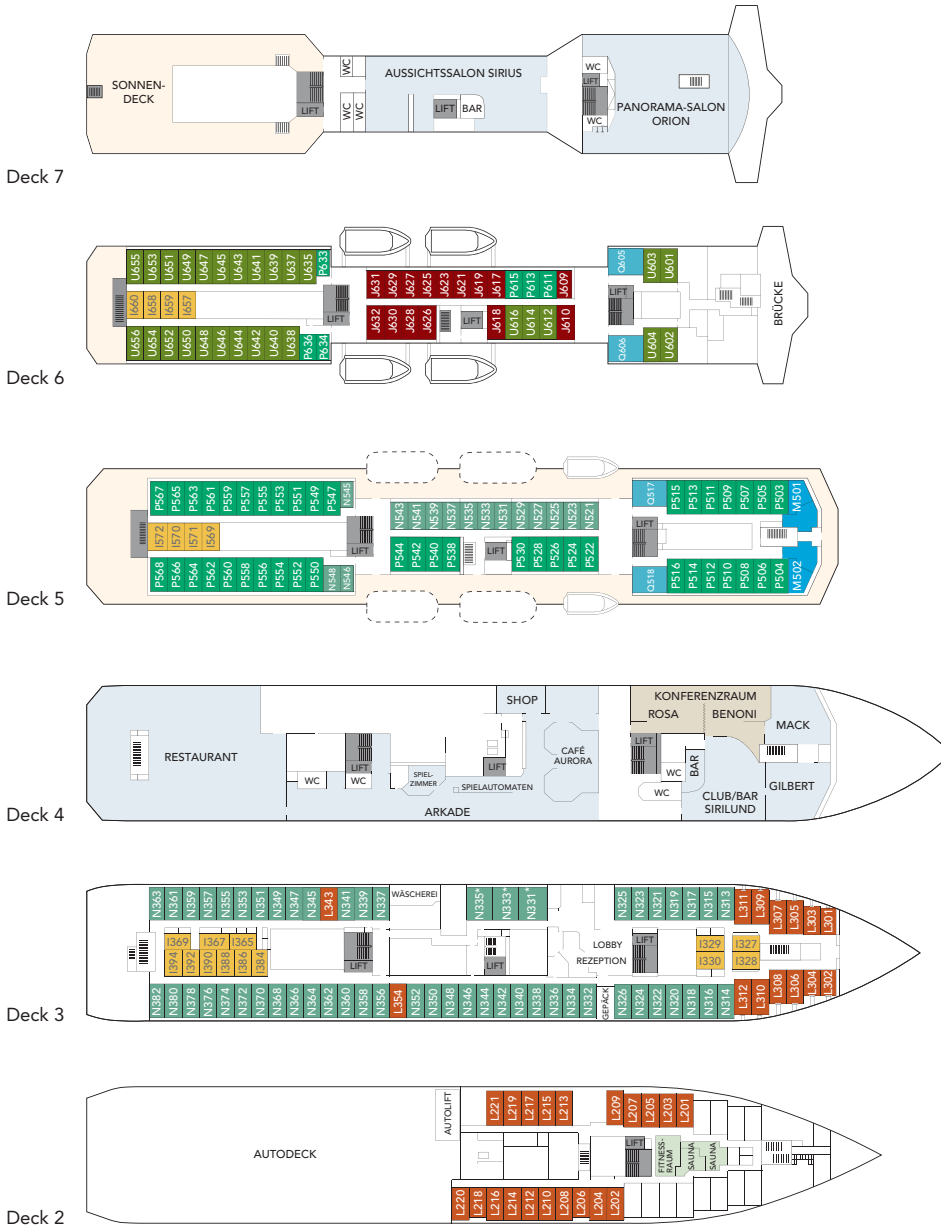 WC
WC
SONNEN-
DECK
AUSSICHTSSALON SIRIUS
LIFT
LIFT
BAR
LIFT
PANORAMA-SALON
ORION
WC WC
WC
Deck 7
U655 U653 U651 U649 U647 U645 U643 U641 U639 U637 U635 P633
Q605 U603 U601
I660 I658 I659 I657
J631 J629 J627 J625 J623 J621 J619 J617 P615 P613 P611 J609
LIFT
LIFT
LIFT
BRÜCKE
J632 J630 J628 J626
J618 U616 U614 U612 J610
U656 U654 U652 U650 U648 U646 U644 U642 U640 U638 P636 P634
Q606 U604 U602
Deck 6
P567 P565 P563 P561 P559 P557 P555 P553 P551 P549 P547 N545
Q517 P515 P513 P511 P509 P507 P505 P503 M501
N543 N541 N539 N537 N535 N533 N531 N529 N527 N525 N523 N521
I572 I570 I571 I569
LIFT
LIFT
LIFT
P544 P542 P540 P538
P530 P528 P526 P524 P522
P568 P566 P564 P562 P560 P558 P556 P554 P552 P550 N548 N546
Q518 P516 P514 P512 P510 P508 P506 P504 M502
Deck 5
SHOP
KONFERENZRAUM
ROSA
BENONI
MACK
RESTAURANT
CAFÉ
AURORA
LIFT
LIFT
LIFT
WC
WC
SPIEL-
ZIMMER
SPIELAUTOMATEN
WC
BAR
WC
GILBERT
CLUB/BAR
SIRILUND
ARKADE
Deck 4
N363 N361 N359 N357 N355 N353 N351 N349 N347 N345 L343 N341 N339 N337
WÄSCHEREI
N335* N333* N331*
N325 N323 N321 N319 N317 N315 N313 L311 L309 L307 L305 L303 L301
I369 I367 I365
I394 I392 I390 I388 I386 I384
LIFT
LIFT
LOBBY
REZEPTION
LIFT
I329 I327
I330 I328
N382 N380 N378 N376 N374 N372 N370 N368 N366 N364 N362 N360 N358 N356 L354 N352 N350 N348 N346 N344 N342 N340 N338 N336 N334 N332
GEPÄCK
N326 N324 N322 N320 N318 N316 N314 L312 L310 L308 L306 L304 L302
Deck 3
AUTOLIFT
L221 L219 L217 L215 L213
L209 L207 L205 L203 L201
AUTODECK
LIFT
FITNESS-
RAUM
SAUNA
SAUNA
L220 L218 L216 L214 L212 L210 L208 L206 L204 L202
Deck 2